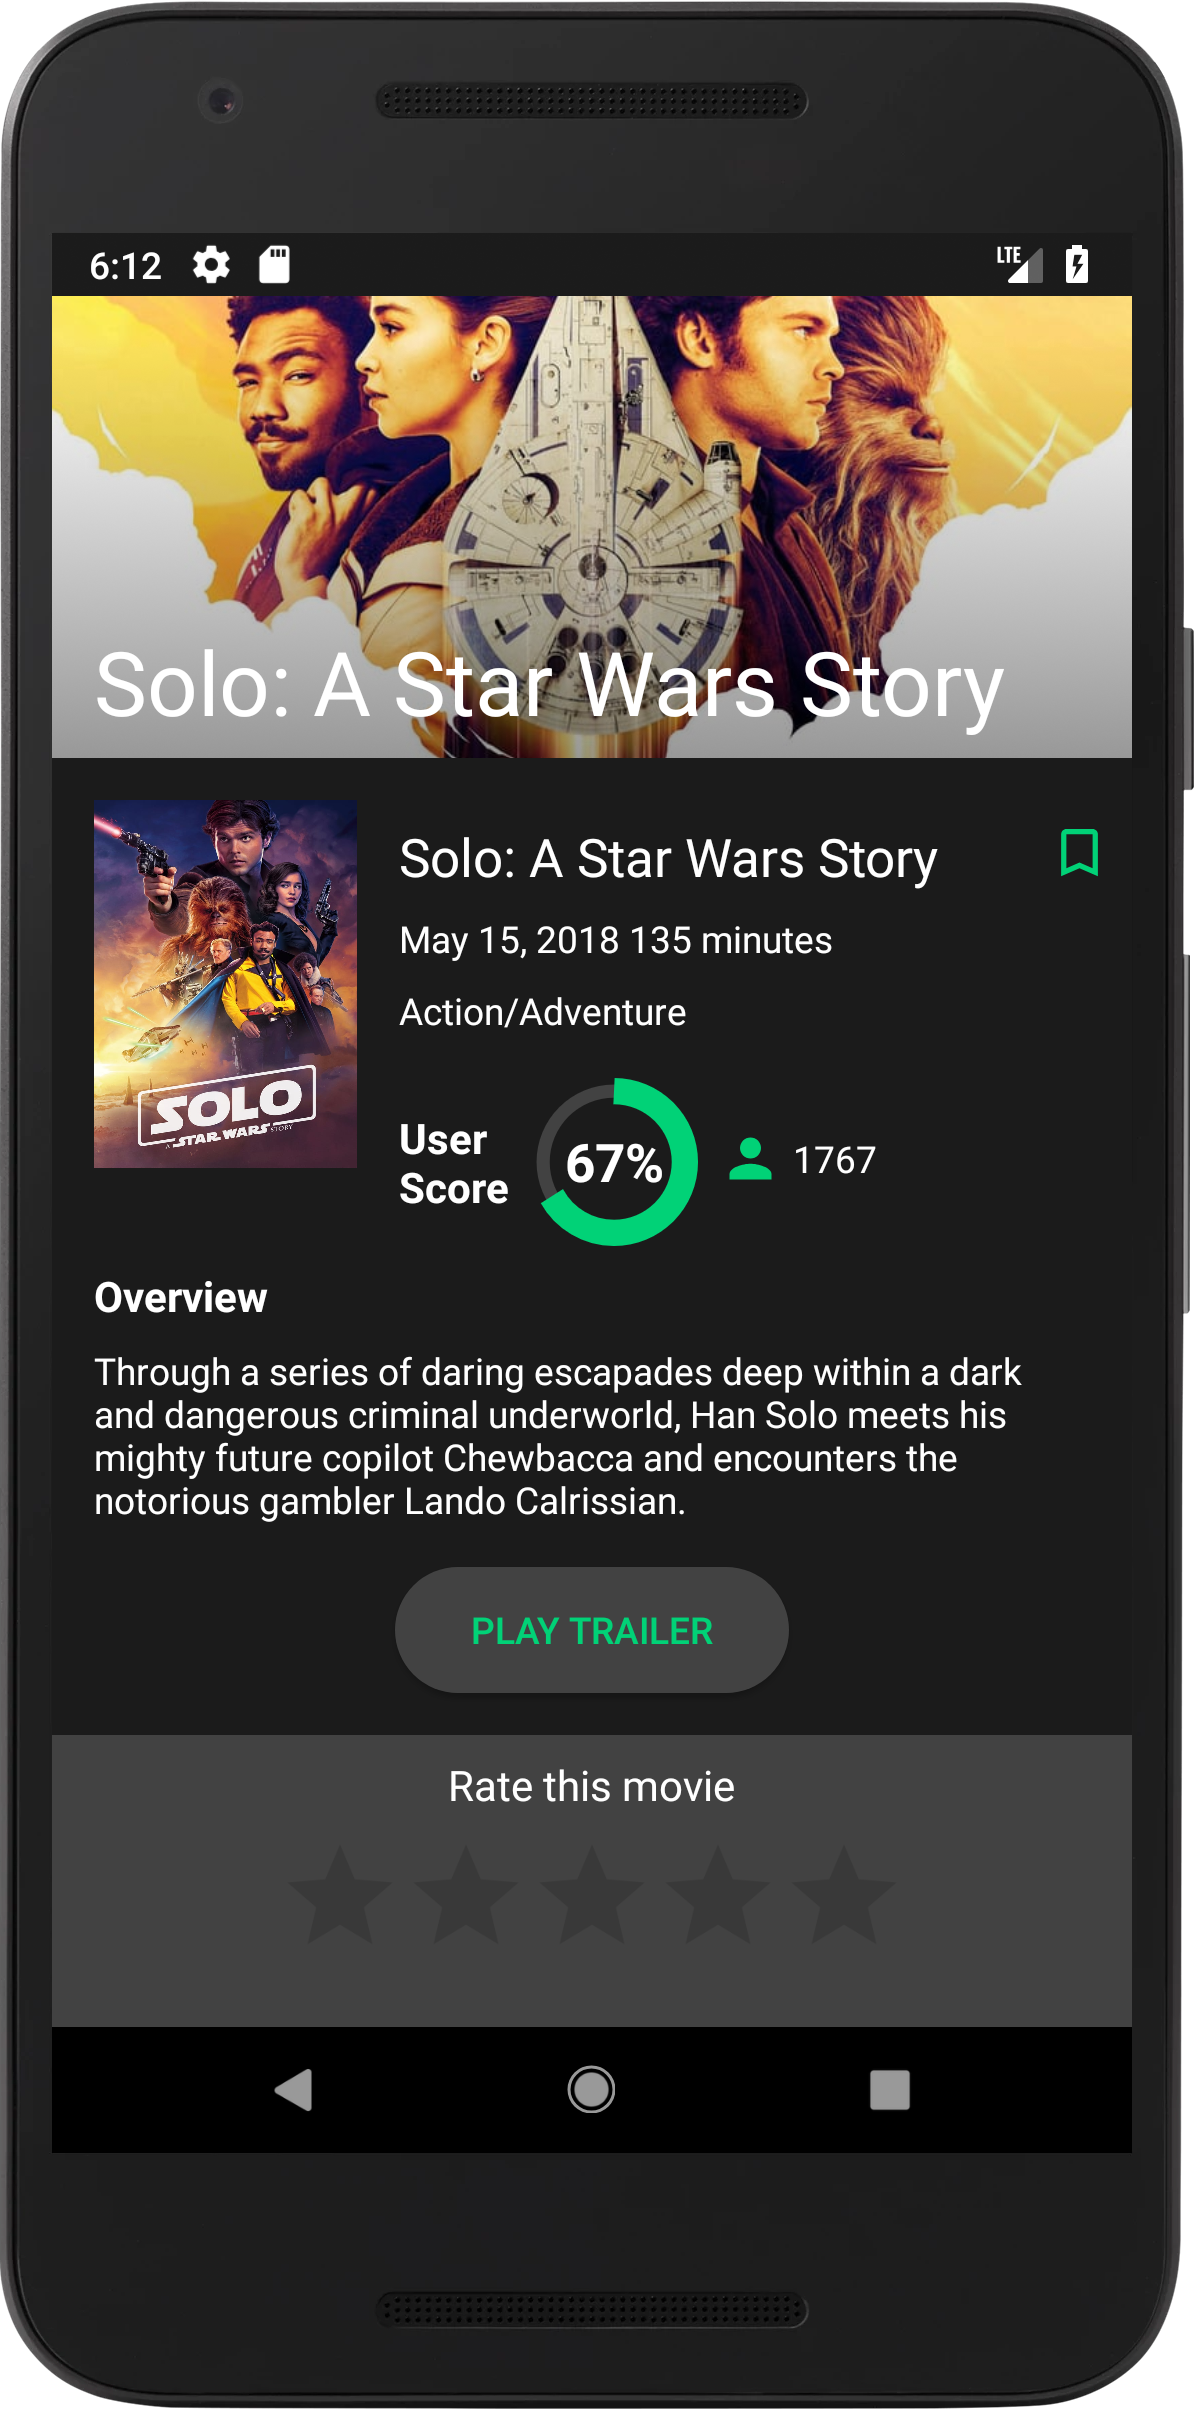 6:12 LTE
Solo: A Star Wars Story
SOLO
A STAR WARS STORY
Solo: A Star Wars Story
May 15, 2018 135 minutes
Action/Adventure
User
Score
67%
1767
Overview
Through a series of daring escapades deep within a dark
and dangerous criminal underworld, Han Solo meets his
mighty future copilot Chewbacca and encounters the
notorious gambler Lando Calrissian.
PLAY TRAILER
Rate this movie